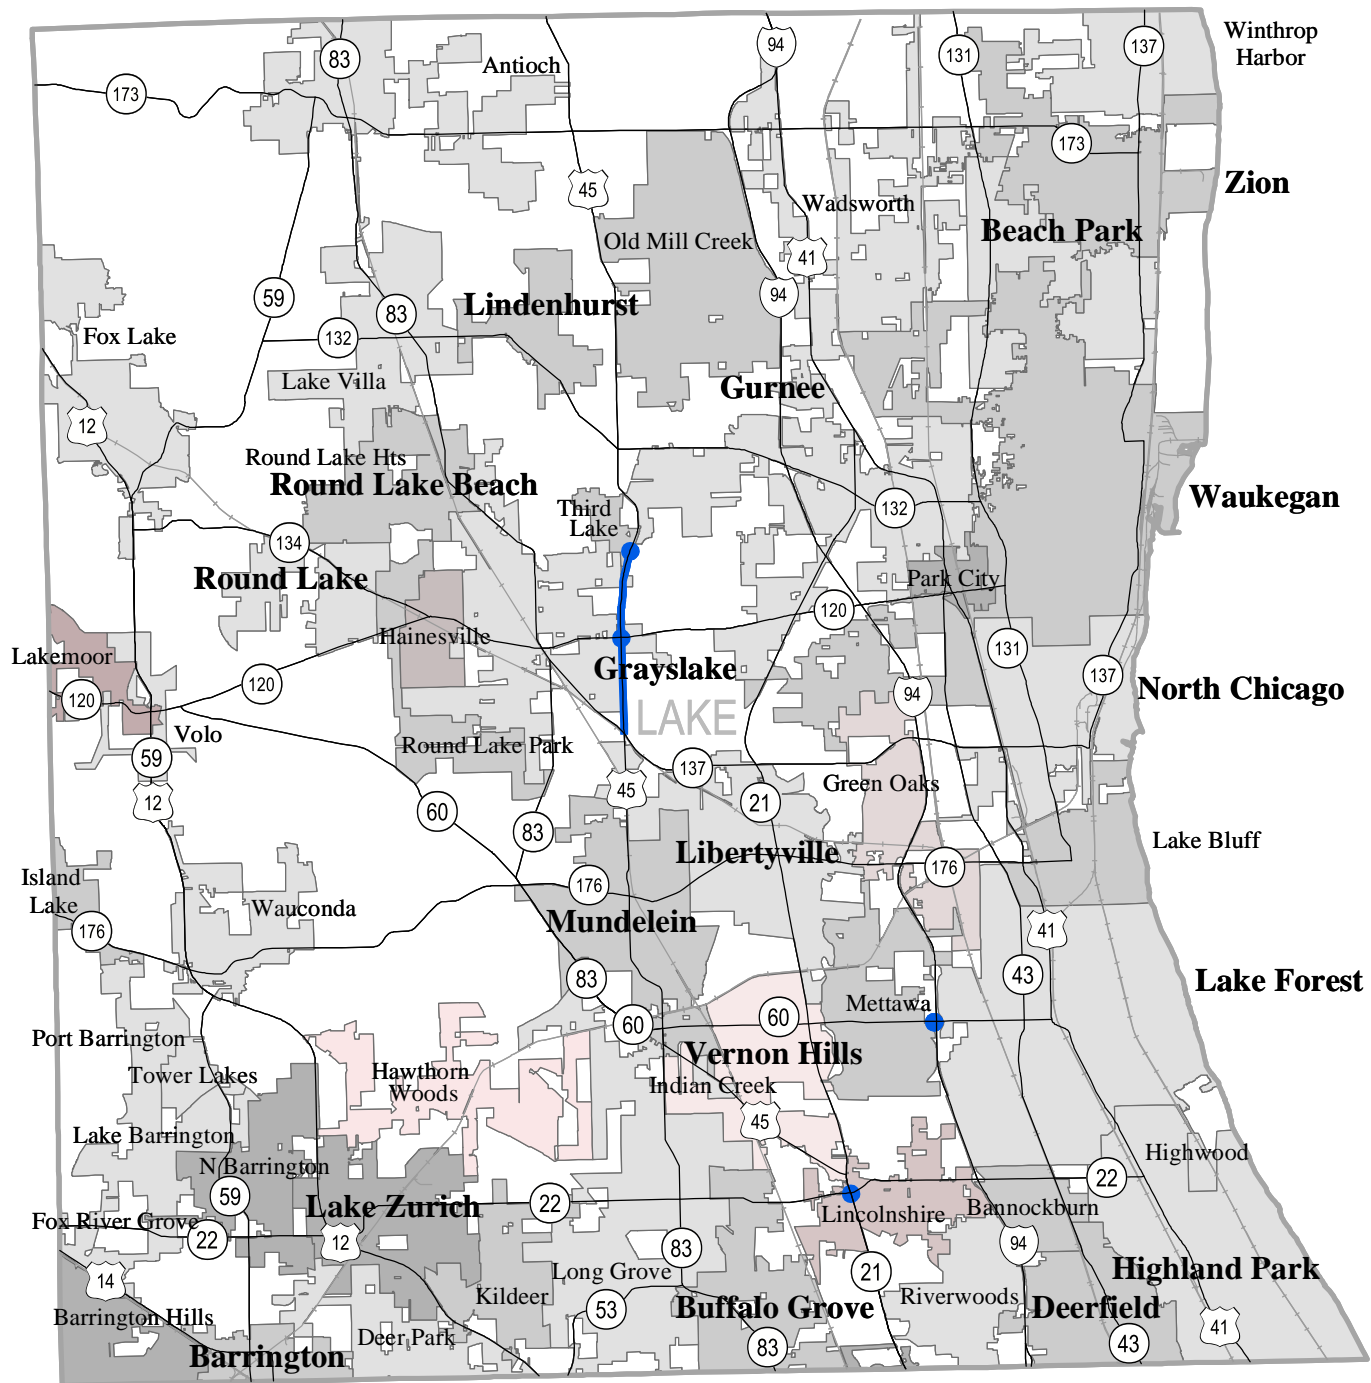 Winthrop
Harbor
94
137
83
131
Antioch
173
173
Zion
45
Wadsworth
Beach Park
Old Mill Creek
41
59
94
Lindenhurst
83
132
Fox Lake
Lake Villa
Gurnee
12
Round Lake Hts
Round Lake Beach
Waukegan
Third
Lake
132
134
Round Lake
Park City
120
Hainesville
131
Lakemoor
Grayslake
137
120
120
94
North Chicago
LAKE
Volo
Round Lake Park
59
137
Green Oaks
45
12
21
60
83
Lake Bluff
Libertyville
176
Island
Lake
176
Wauconda
Mundelein
176
41
83
43
Lake Forest
Mettawa
60
60
Port Barrington
Vernon Hills
Tower Lakes
Hawthorn
Woods
Indian Creek
45
Lake Barrington
Highwood
N Barrington
22
59
22
Lake Zurich
Fox River Grove
Lincolnshire
Bannockburn
22
12
83
94
14
Long Grove
21
Highland Park
Kildeer
Riverwoods
Barrington Hills
53
Buffalo Grove
Deerfield
41
Deer Park
83
43
Barrington